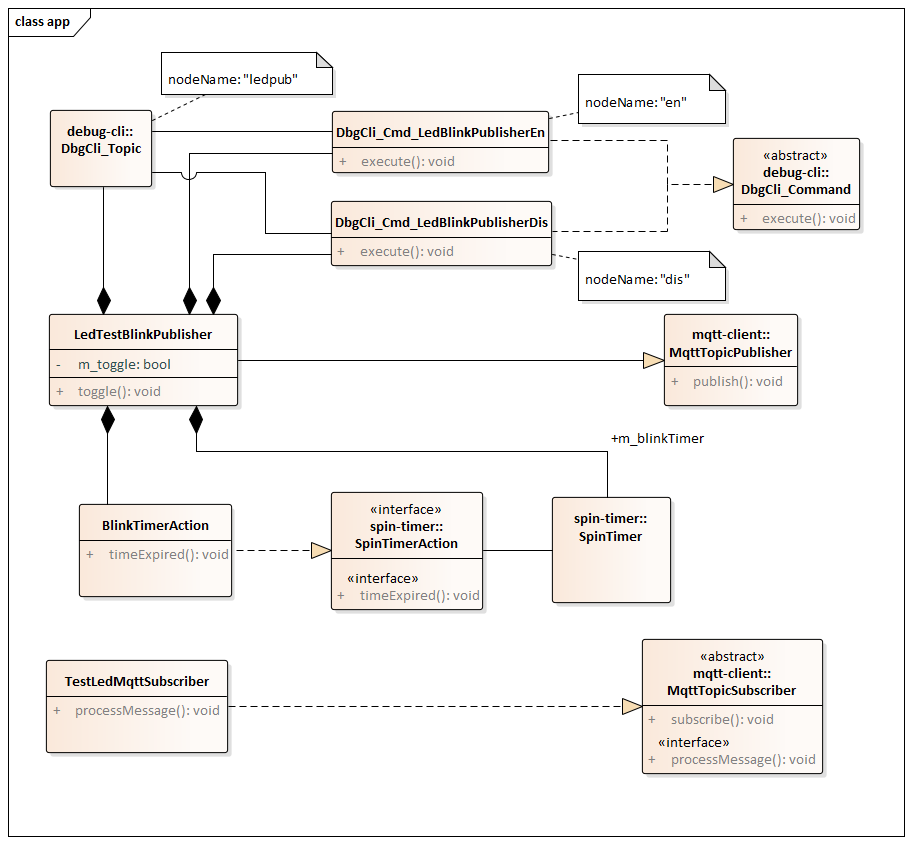 class app
nodeName: "ledpub"
nodeName: "en"
debug-cli::
DbgCli_Topic
DbgCli_Cmd_LedBlinkPublisherEn
+ execute(): void
«abstract»
debug-cli::
DbgCli_Command
+ execute(): void
DbgCli_Cmd_LedBlinkPublisherDis
+ execute(): void
nodeName: "dis"
LedTestBlinkPublisher
- m_toggle: bool
+ toggle(): void
mqtt-client::
MqttTopicPublisher
+ publish(): void
+m_blinkTimer
BlinkTimerAction
+ timeExpired(): void
«interface»
spin-timer::
SpinTimerAction
«interface»
+ timeExpired(): void
spin-timer::
SpinTimer
TestLedMqttSubscriber
+ processMessage(): void
«abstract»
mqtt-client::
MqttTopicSubscriber
+ subscribe(): void
«interface»
+ processMessage(): void